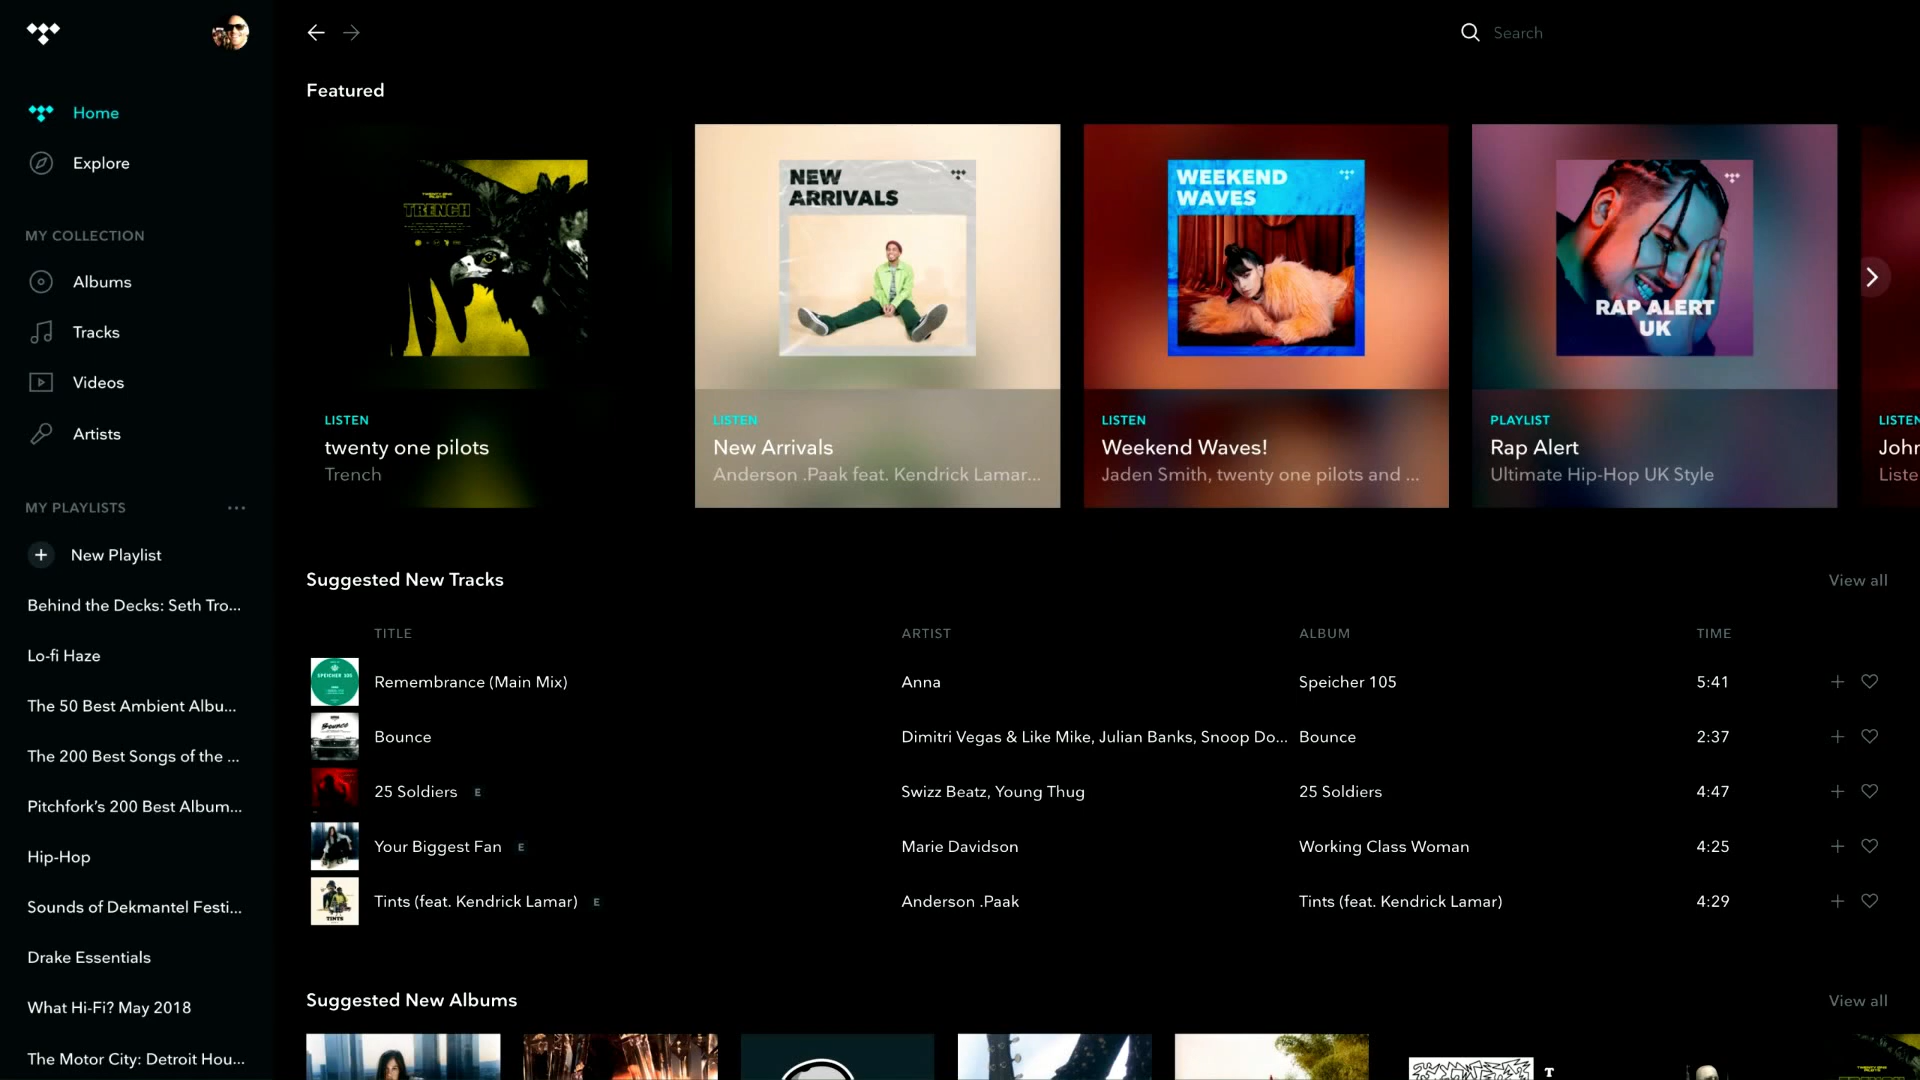 Search
Home
Explore
MY COLLECTION
Albums
Tracks
Videos
Artists
MY PLAYLISTS
New Playlist
Behind the Decks: Seth Tro...
Lo-fi Haze
The 50 Best Ambient Albu...
The 200 Best Songs of the ...
Pitchfork's 200 Best Album...
Hip-Hop
Sounds of Dekmantel Festi...
Drake Essentials
What Hi-Fi? May 2018
The Motor City: Detroit Hou...
Featured
TRENCH
LISTEN
twenty one pilots
Trench
NEW
ARRIVALS
LISTEN
New Arrivals
Anderson .Paak feat. Kendrick Lamar...
WEEKEND
WAVES
LISTEN
Weekend Waves!
Jaden Smith, twenty one pilots and ...
RAP ALERT
UK
PLAYLIST
Rap Alert
Ultimate Hip-Hop UK Style
LISTEN
John
Liste
Suggested New Tracks View all
TITLE ARTIST ALBUM TIME
SPEICHER 105
Remembrance (Main Mix) Anna Speicher 105 5:41
Bounce
Bounce Dimitri Vegas & Like Mike, Julian Banks, Snoop Do... Bounce 2:37
25 Soldiers E Swizz Beatz, Young Thug 25 Soldiers 4:47
Your Biggest Fan E Marie Davidson Working Class Woman 4:25
TINTS
Tints (feat. Kendrick Lamar) E Anderson .Paak Tints (feat. Kendrick Lamar) 4:29
Suggested New Albums View all
T